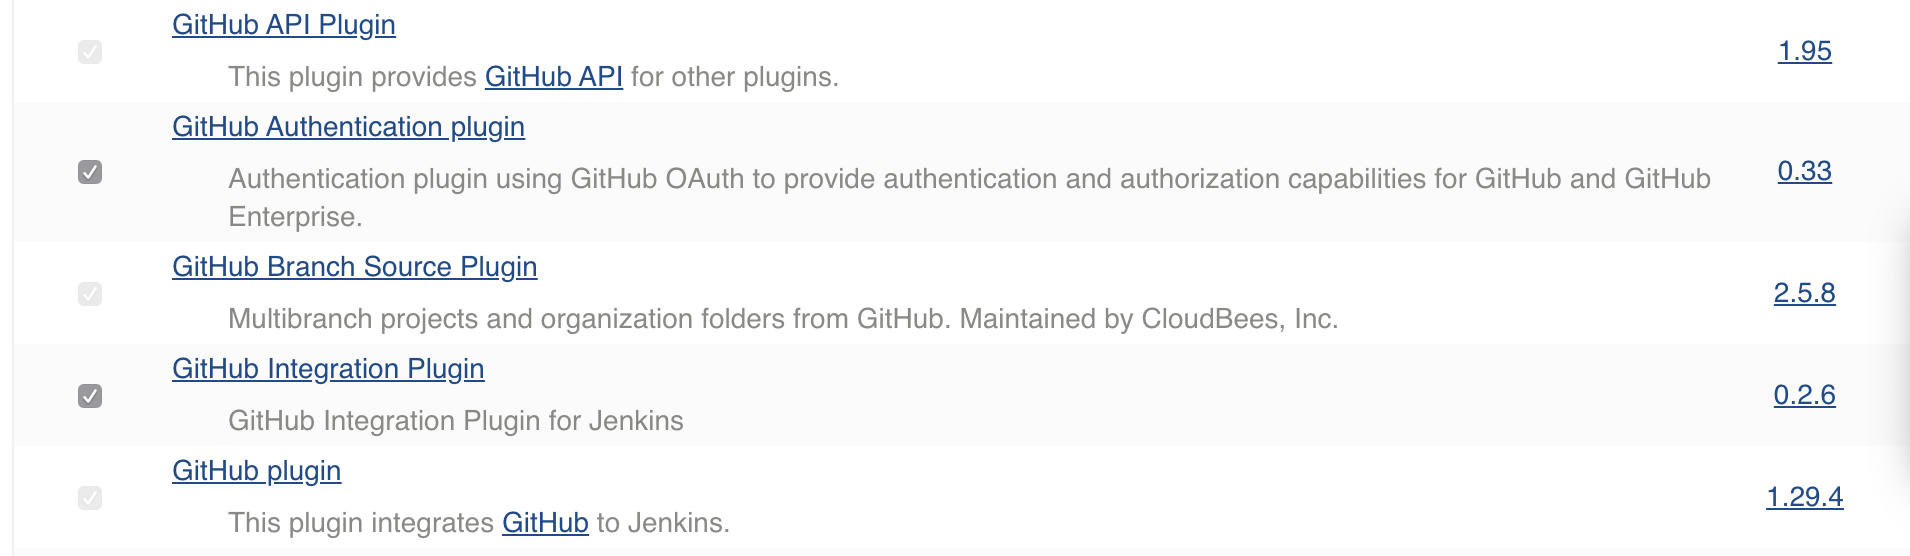 GitHub API Plugin
This plugin provides GitHub API for other plugins.
1.95
GitHub Authentication plugin
Authentication plugin using GitHub OAuth to provide authentication and authorization capabilities for GitHub and GitHub
Enterprise.
0.33
GitHub Branch Source Plugin
Multibranch projects and organization folders from GitHub. Maintained by CloudBees, Inc.
2.5.8
GitHub Integration Plugin
GitHub Integration Plugin for Jenkins
0.2.6
GitHub plugin
This plugin integrates GitHub to Jenkins.
1.29.4